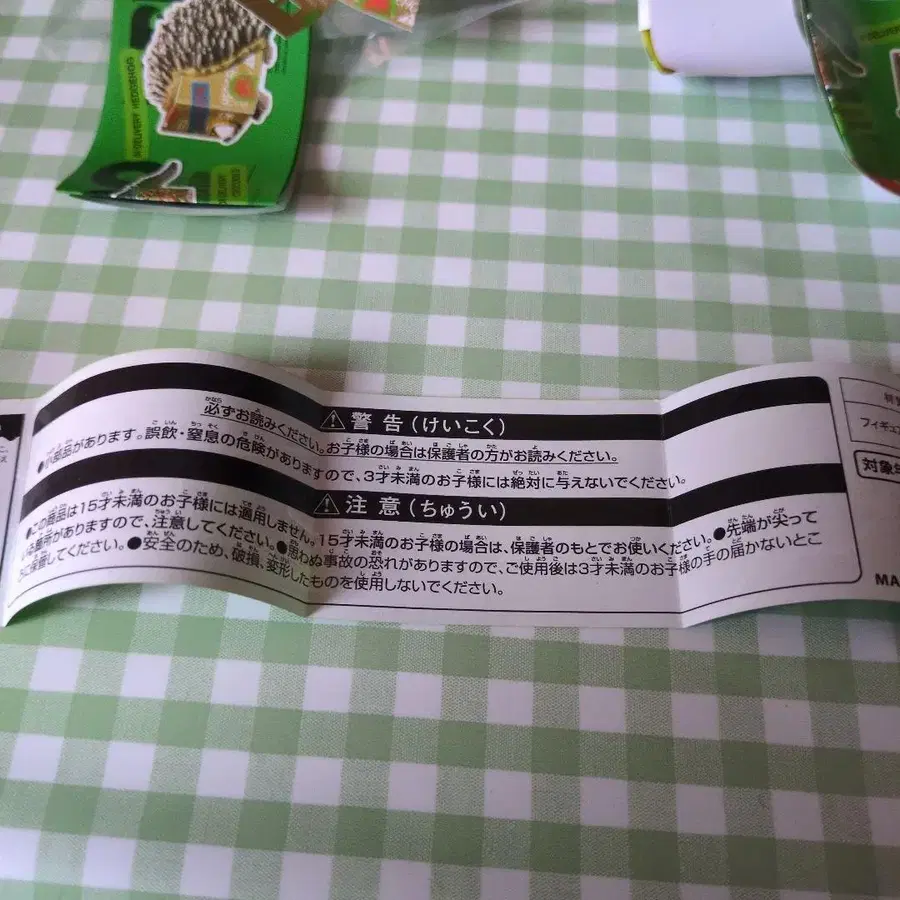 DELIVERY HEDGEHOG
⚠警告(けいこく)
必ずお読みください。お子様の場合は保護者の方がお読みください。
●小部品があります。誤飲・窒息の危険がありますので、3才未満のお子様には絶対に与えないでください。
⚠注意(ちゅうい)
●この商品は15才未満のお子様には適用しません。15才未満のお子様の場合は、保護者のもとでお使いください。●先端が尖って
いる箇所がありますので、注意してください。●思わぬ事故の恐れがありますので、ご使用後は3才未満のお子様の手の届かないとこ
ろに保管してください。●安全のため、破損、変形したものを使用しないでください。
フィギュア
対象年
MA